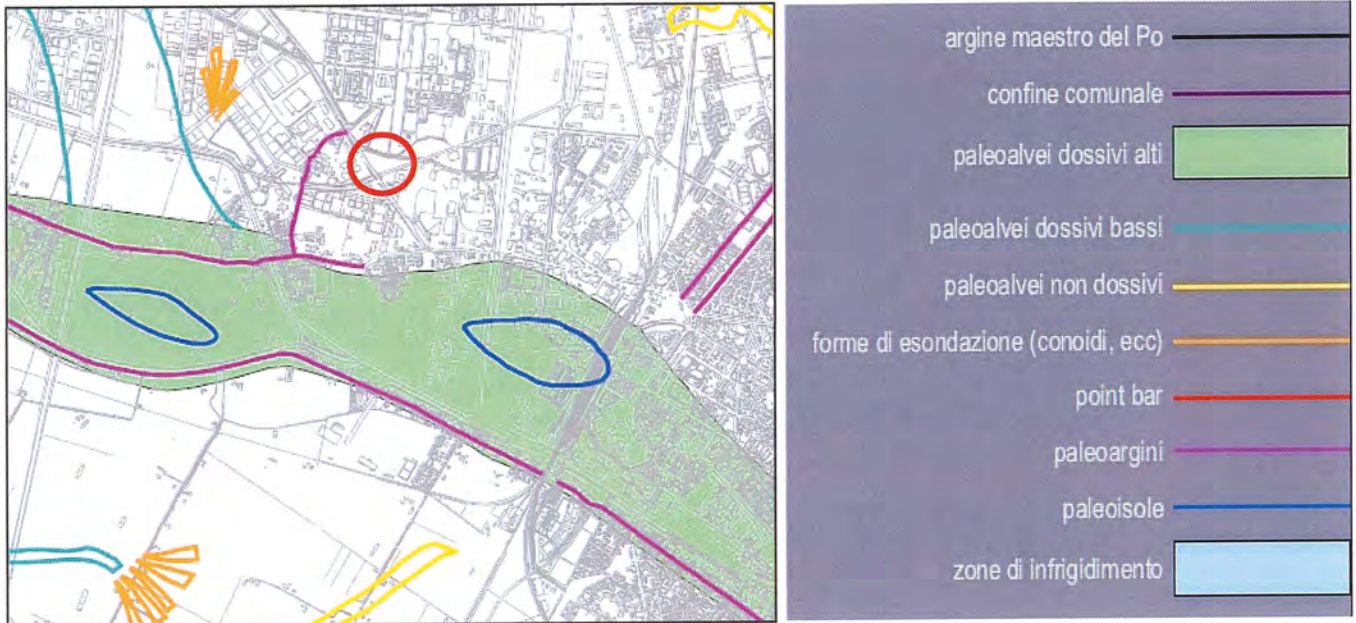 argine maestro del Po
confine comunale
paleoalvei dossivi alti
paleoalvei dossivi bassi
paleoalvei non dossivi
forme di esondazione (conoidi, ecc)
point bar
paleoargini
paleoisole
zone di infrigidimento